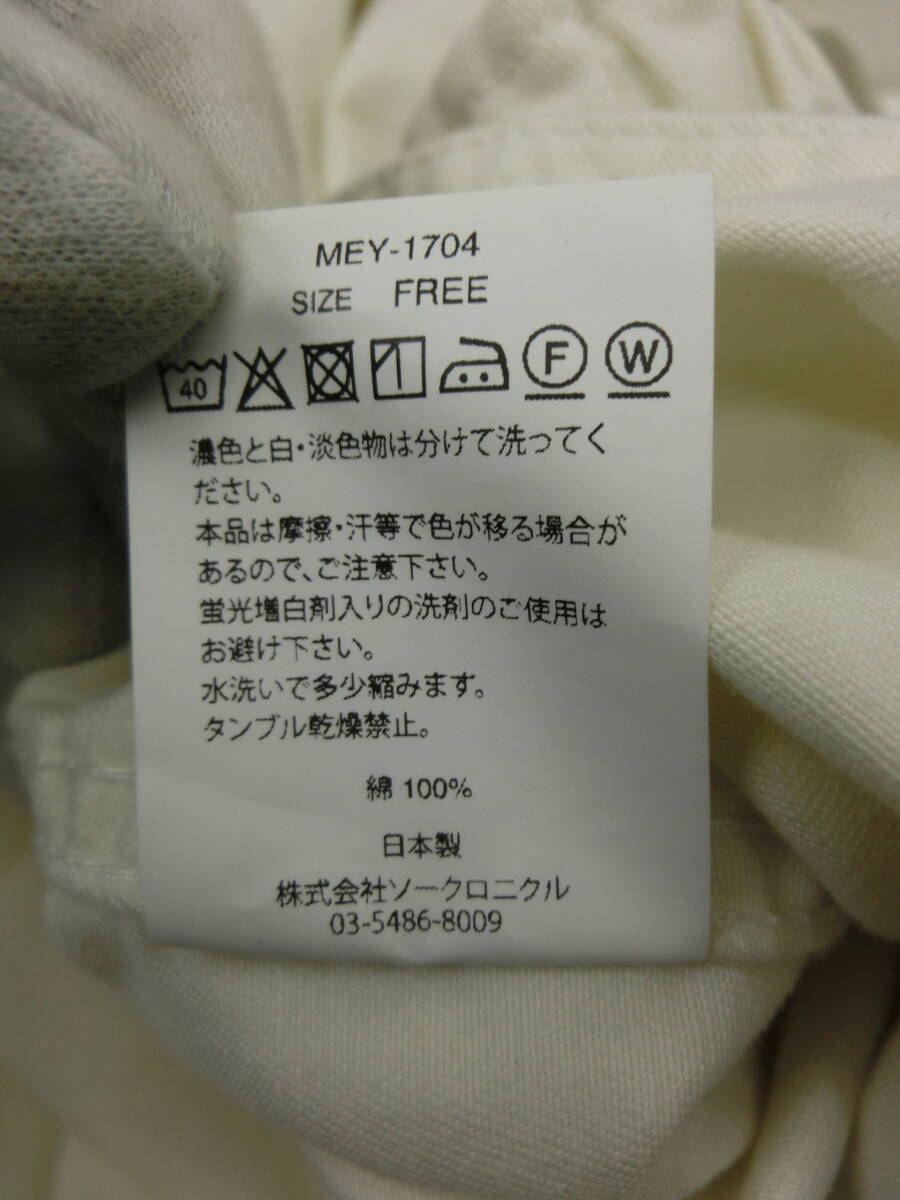 MEY-1704
SIZE FREE
40 F W
濃色と白・淡色物は分けて洗ってく
ださい。
本品は摩擦・汗等で色が移る場合が
あるので、ご注意下さい。
蛍光増白剤入りの洗剤のご使用は
お避け下さい。
水洗いで多少縮みます。
タンブル乾燥禁止。
綿 100%
日本製
株式会社ソークロニクル
03-5486-8009